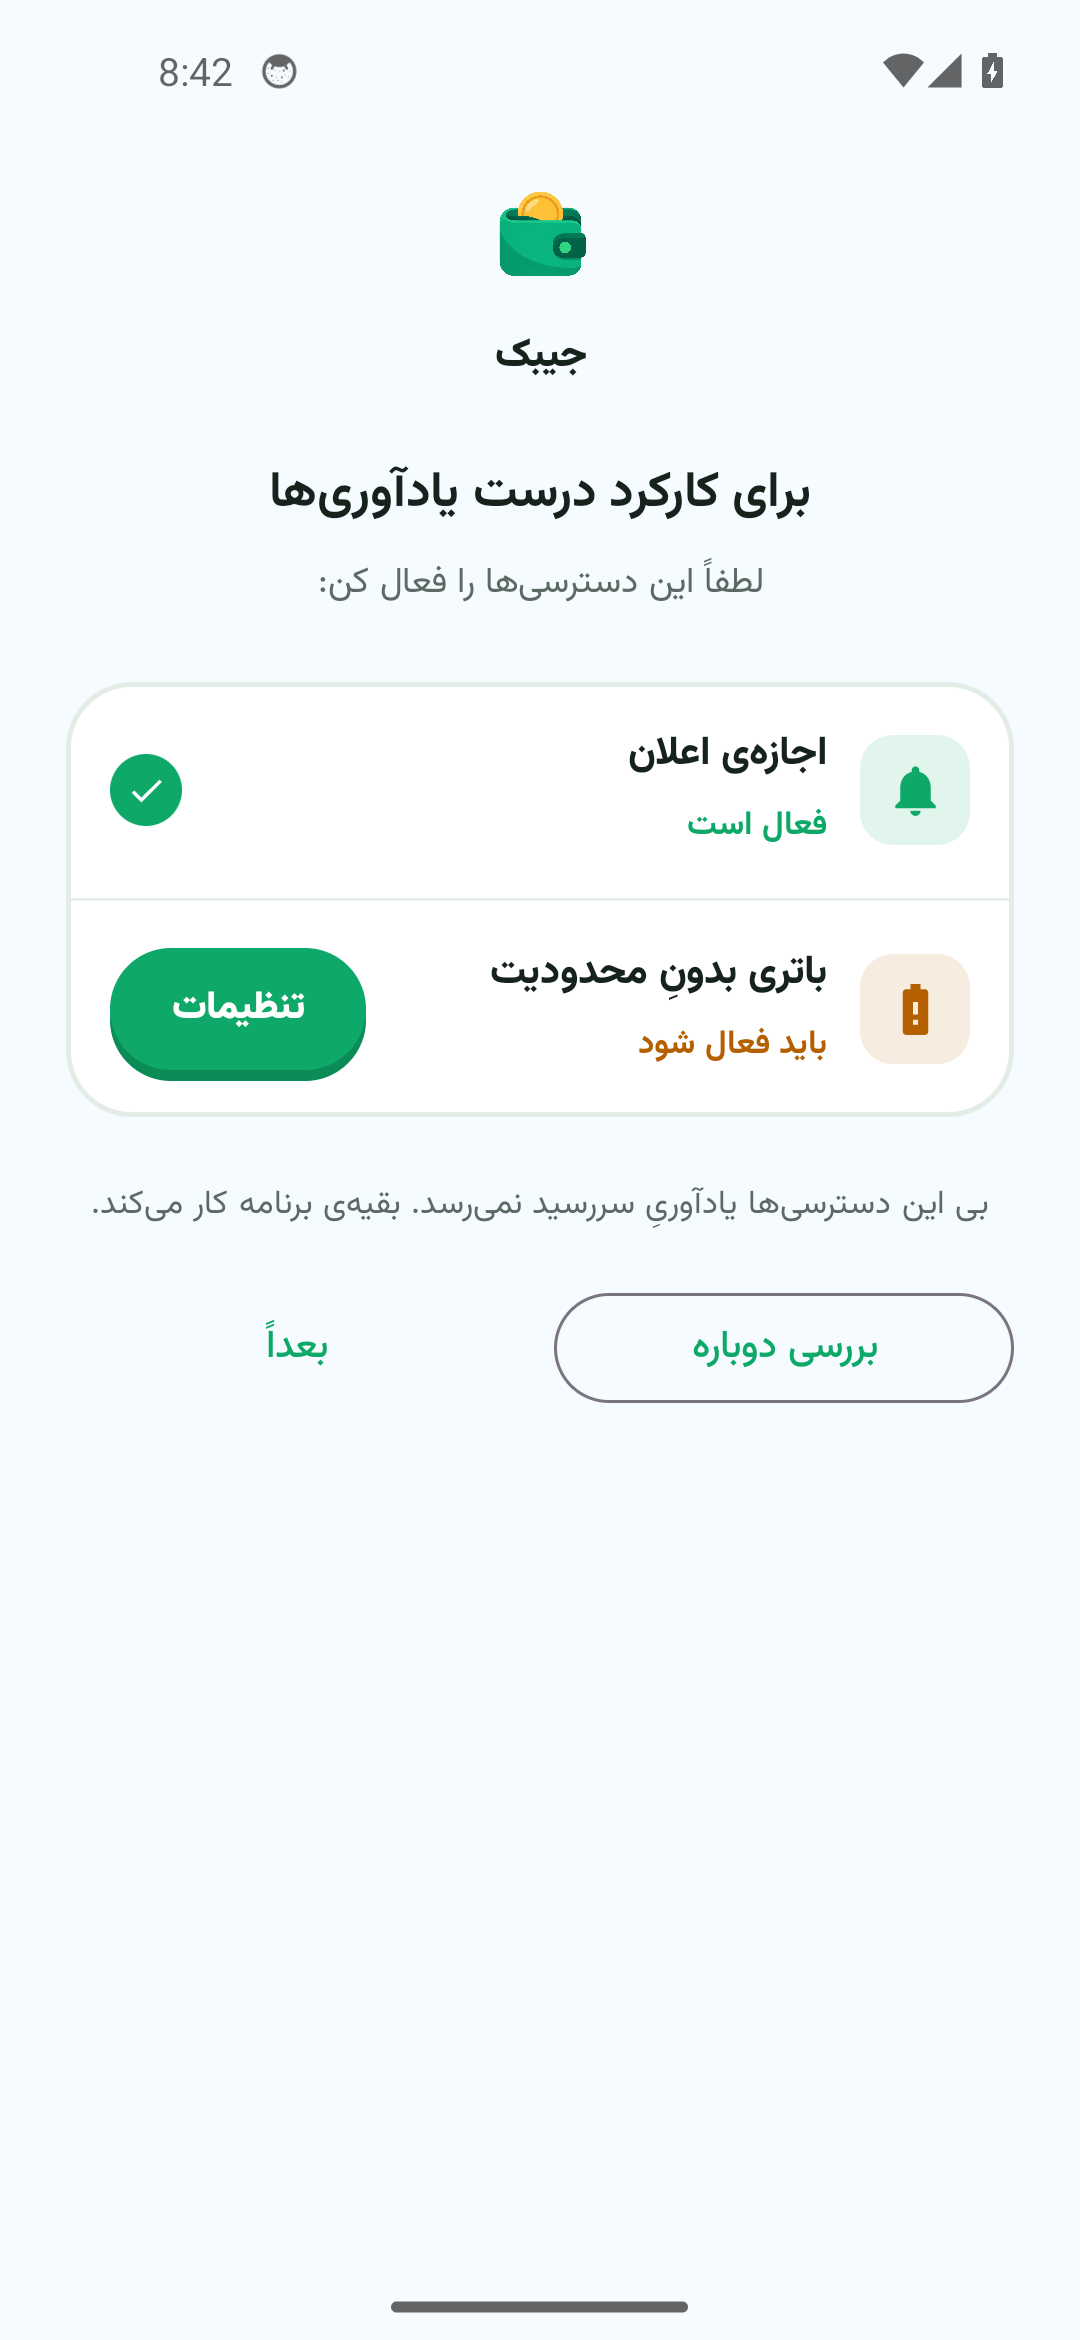 8:42
جیبک
برای کارکرد درست یادآوری‌ها
لطفاً این دسترسی‌ها را فعال کن:
اجازه‌ی اعلان
فعال است
باتری بدونِ محدودیت
باید فعال شود
تنظیمات
بی این دسترسی‌ها یادآوریِ سررسید نمی‌رسد. بقیه‌ی برنامه کار می‌کند.
بررسی دوباره
بعداً